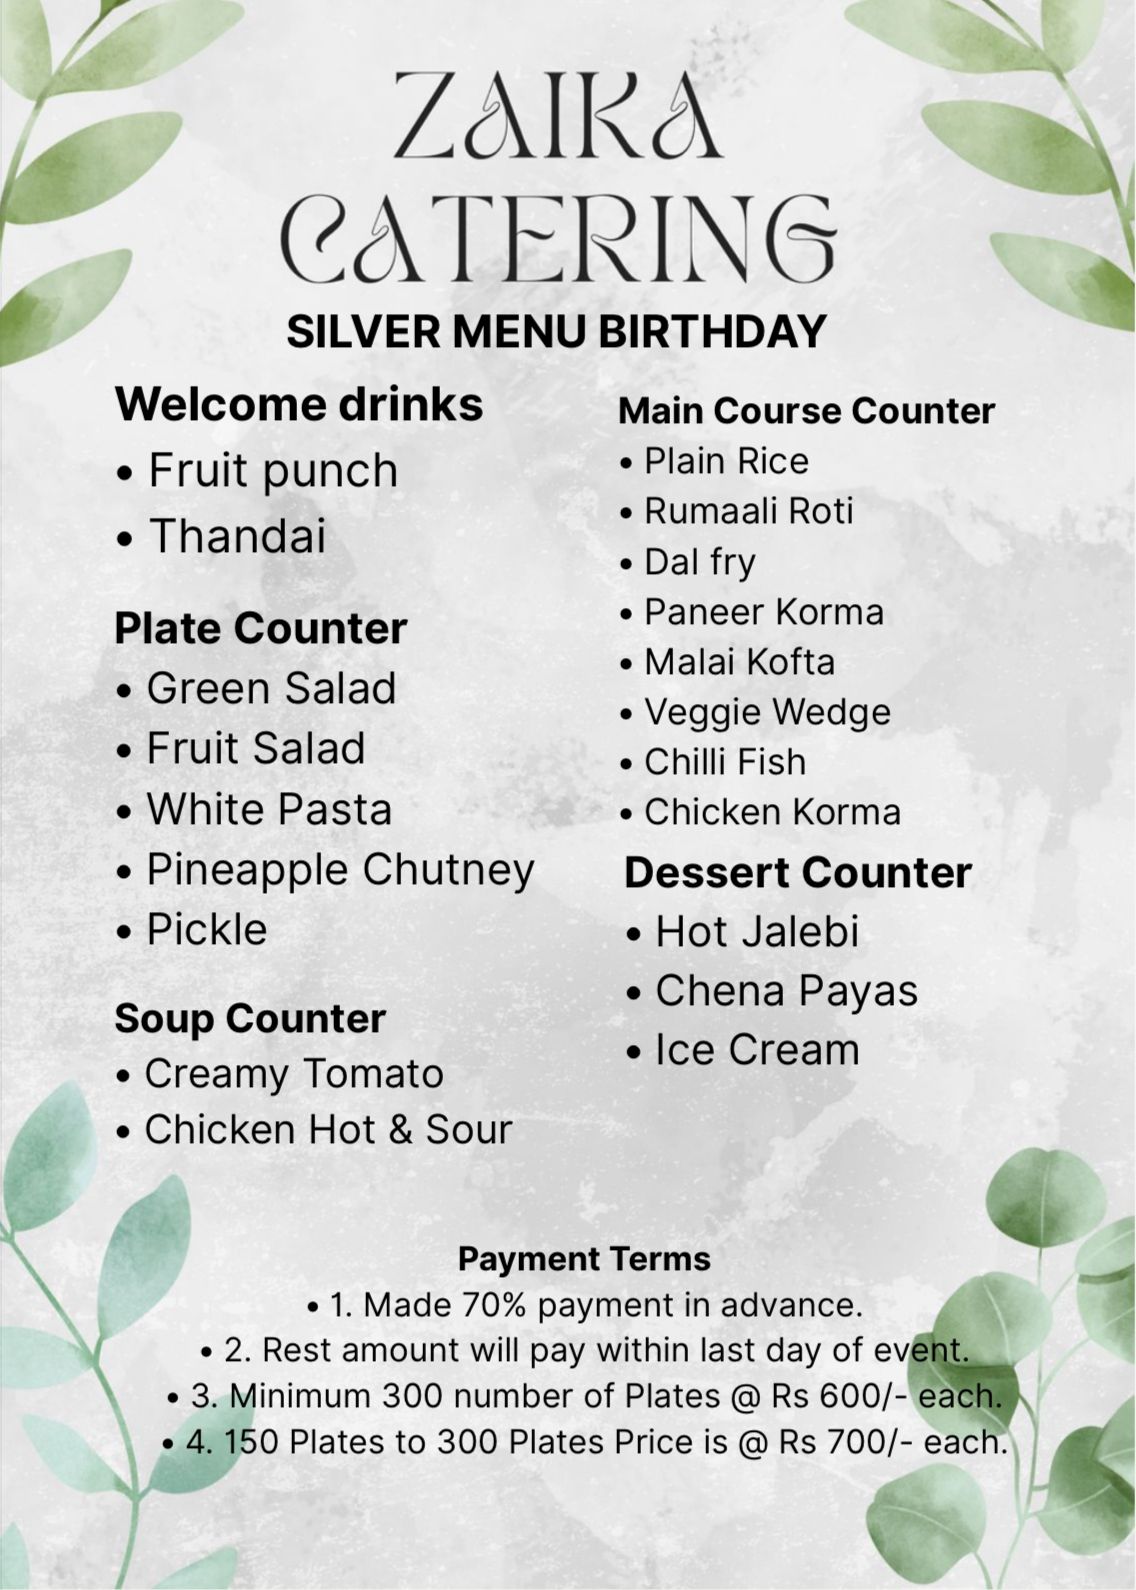 ZAIKA
CATERING
SILVER MENU BIRTHDAY
Welcome drinks
• Fruit punch
• Thandai
Plate Counter
• Green Salad
• Fruit Salad
• White Pasta
• Pineapple Chutney
• Pickle
Soup Counter
• Creamy Tomato
• Chicken Hot & Sour
Main Course Counter
• Plain Rice
• Rumaali Roti
• Dal fry
• Paneer Korma
• Malai Kofta
• Veggie Wedge
• Chilli Fish
• Chicken Korma
Dessert Counter
• Hot Jalebi
• Chena Payas
• Ice Cream
Payment Terms
• 1. Made 70% payment in advance.
• 2. Rest amount will pay within last day of event.
• 3. Minimum 300 number of Plates @ Rs 600/- each.
• 4. 150 Plates to 300 Plates Price is @ Rs 700/- each.